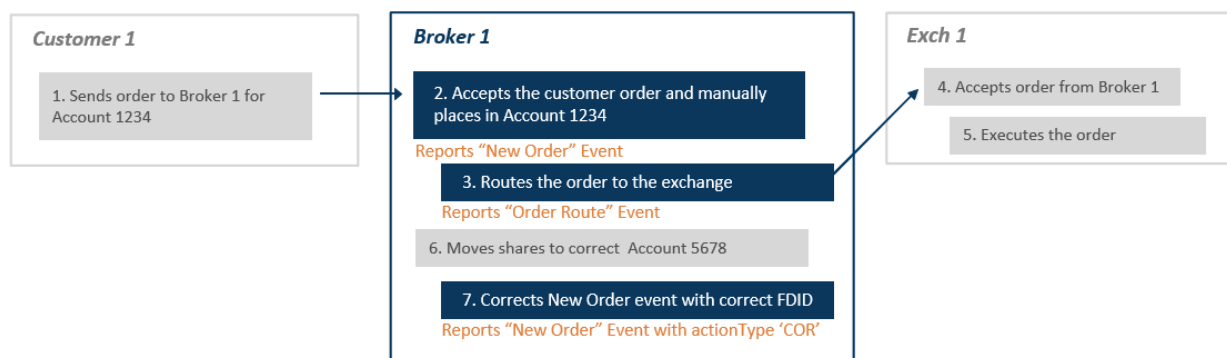 Customer 1
1. Sends order to Broker 1 for
Account 1234
Broker 1
2. Accepts the customer order and manually
places in Account 1234
Reports “New Order” Event
3. Routes the order to the exchange
Reports “Order Route” Event
6. Moves shares to correct  Account 5678
7. Corrects New Order event with correct FDID
Reports “New Order” Event with actionType ‘COR’
Exch 1
4. Accepts order from Broker 1
5. Executes the order